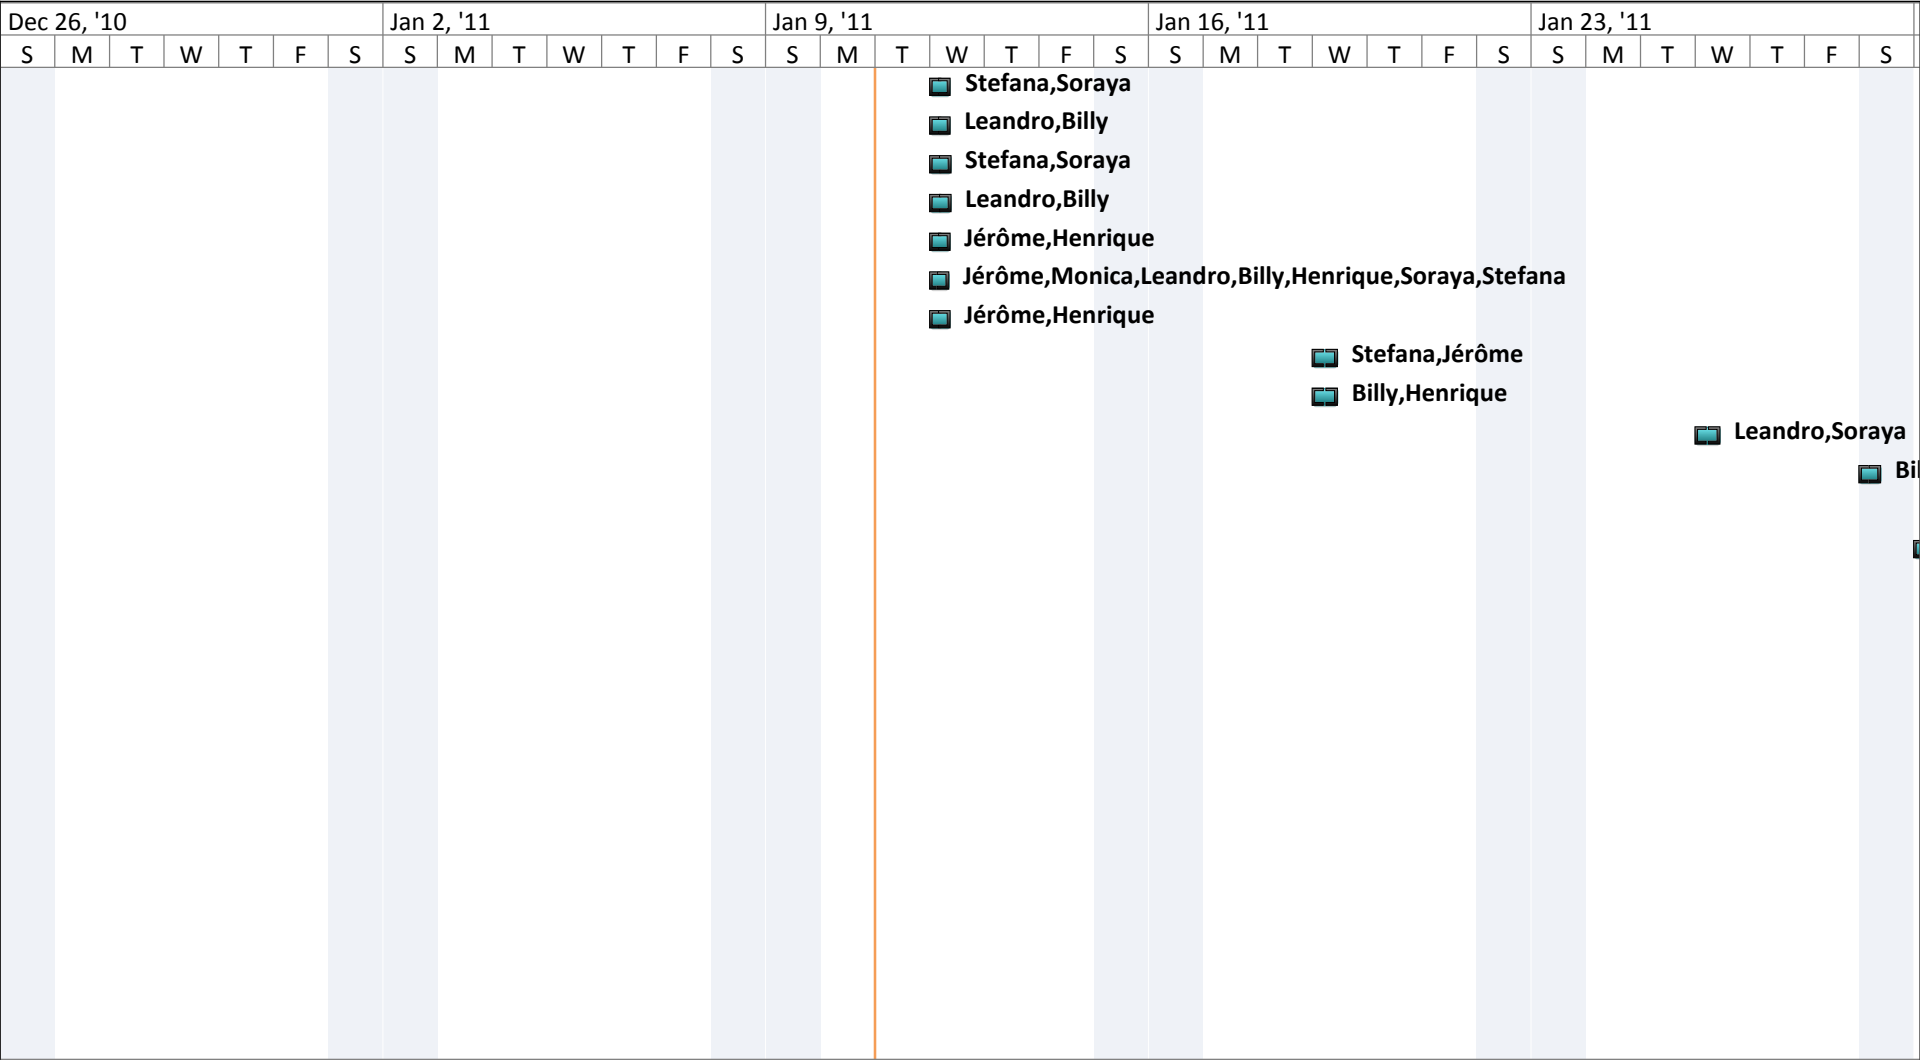 Dec 26, '10 Jan 2, '11 Jan 9, '11 Jan 16, '11 Jan 23, '11
S M T W T F S S M T W T F S S M T W T F S S M T W T F S S M T W T F S
Stefana,Soraya
Leandro,Billy
Stefana,Soraya
Leandro,Billy
Jérôme,Henrique
Jérôme,Monica,Leandro,Billy,Henrique,Soraya,Stefana
Jérôme,Henrique
Stefana,Jérôme
Billy,Henrique
Leandro,Soraya